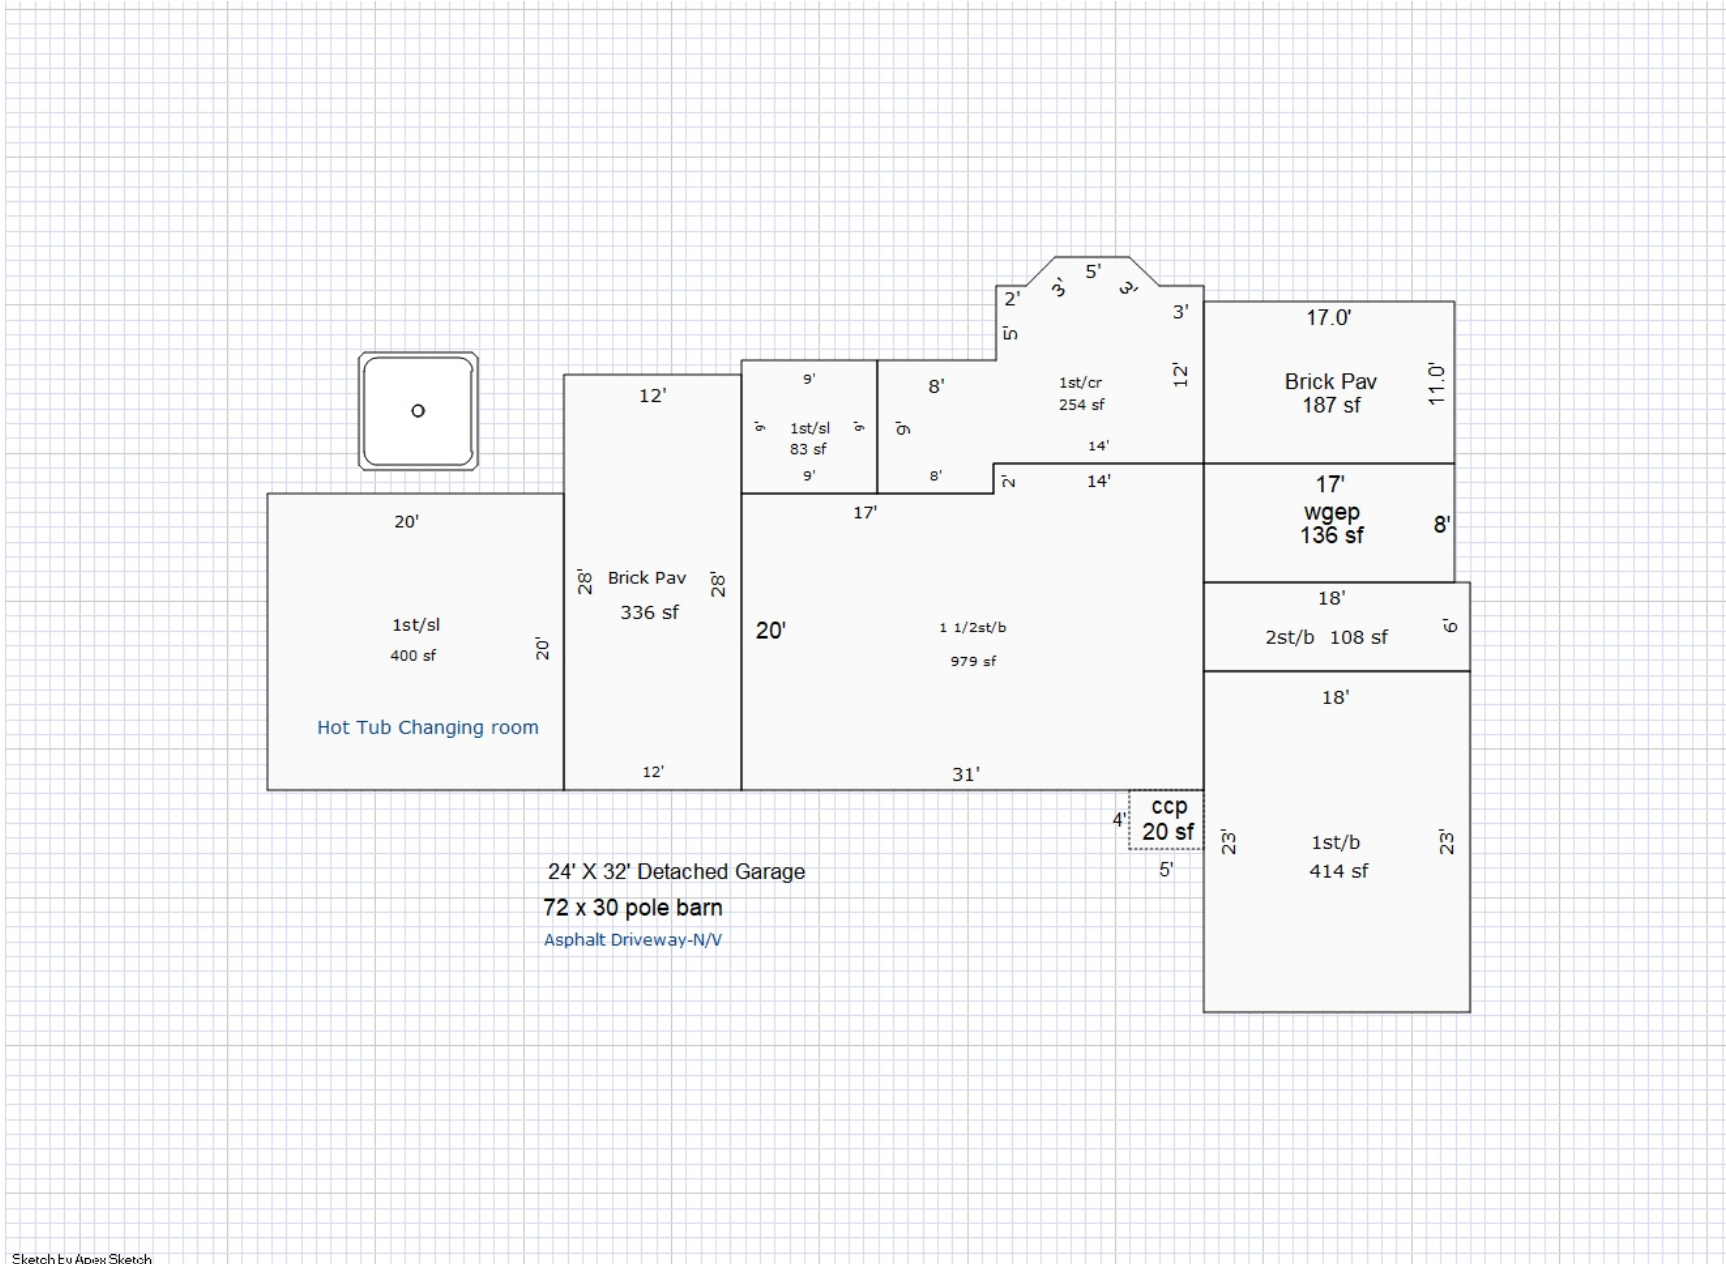 5'
2'
3'
3'
3'
5'
12'
17.0'
Brick Pav
187 sf
11.0'
1st/cr
254 sf
14'
8'
9'
8'
9'
9'
1st/sl
83 sf
9'
9'
12'
28'
Brick Pav
28'
336 sf
12'
20'
1st/sl
400 sf
20'
Hot Tub Changing room
17'
2'
14'
20'
1 1/2st/b
979 sf
31'
17'
wgep
136 sf
8'
18'
2st/b 108 sf
6'
18'
23'
1st/b
414 sf
23'
ccp
20 sf
4'
5'
24' X 32' Detached Garage
72 x 30 pole barn
Asphalt Driveway-N/V
Sketch by Apex Sketch